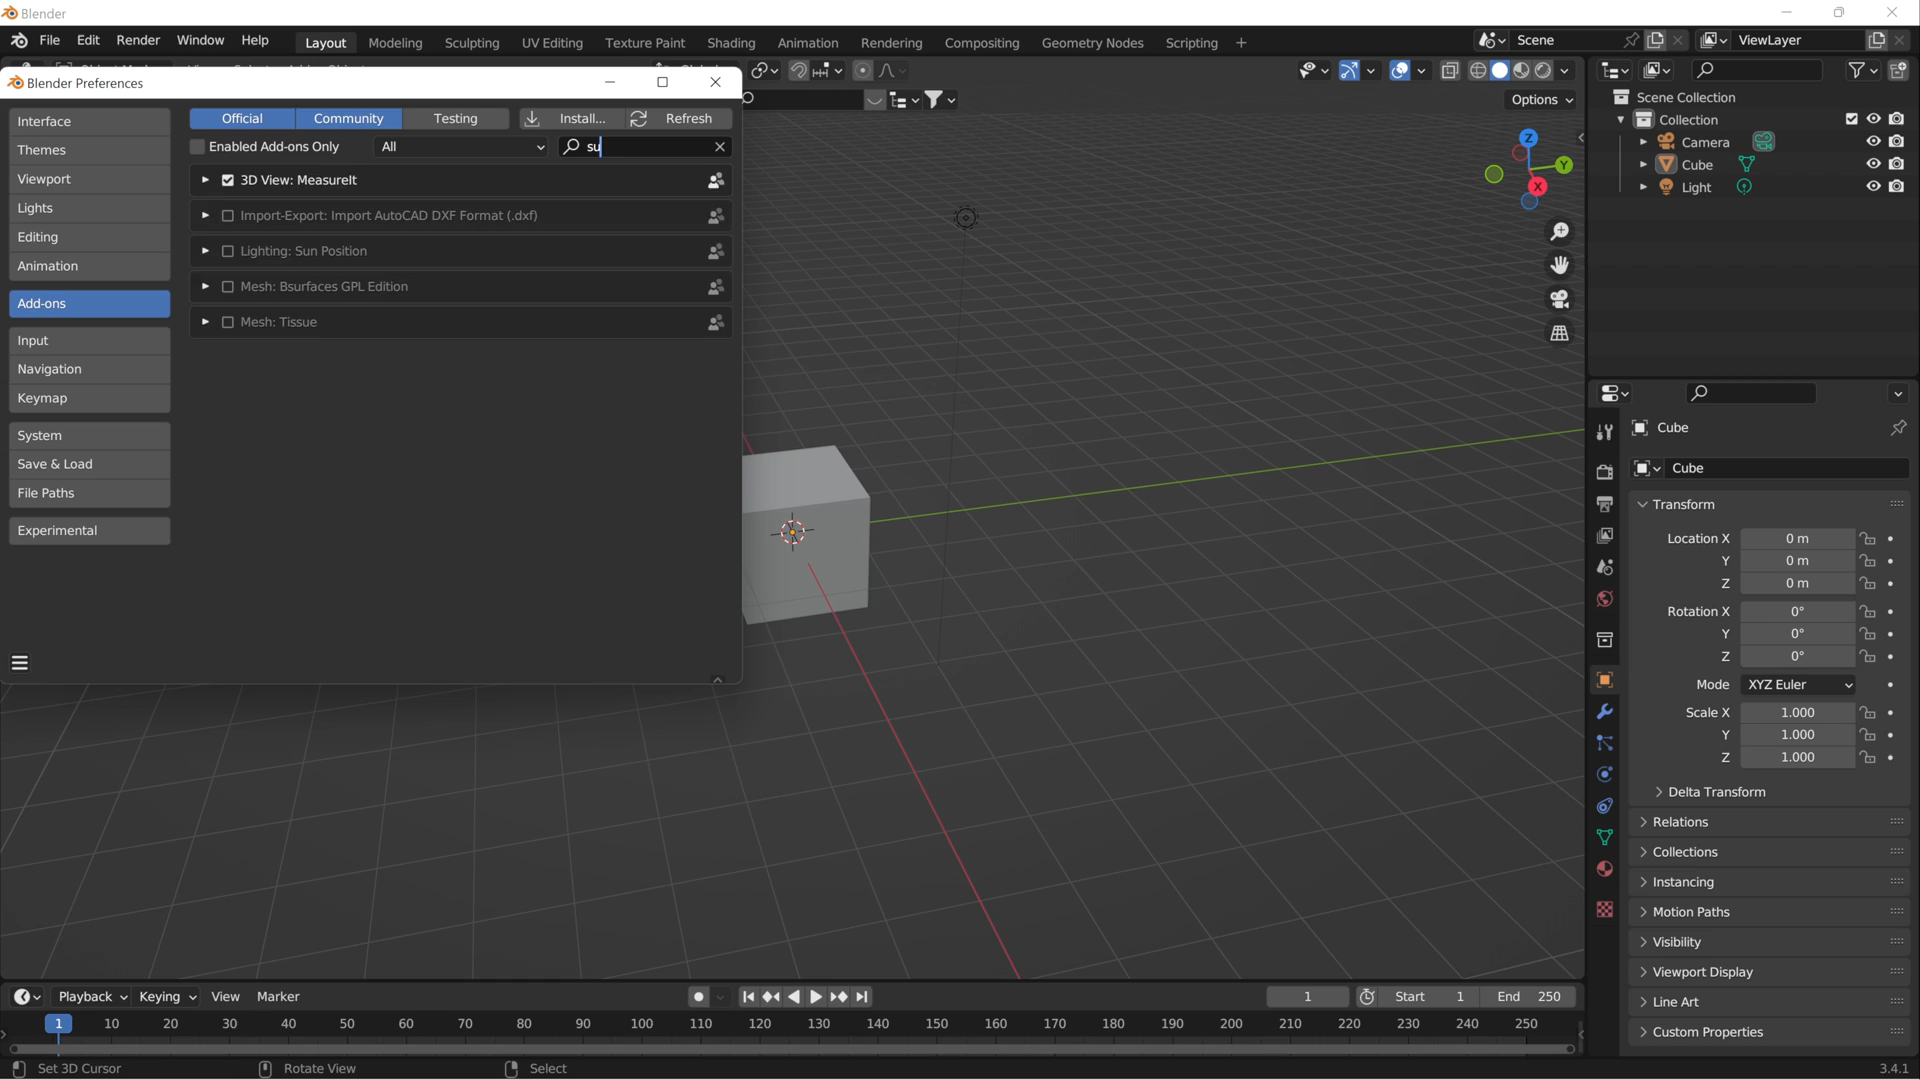 Blender
File Edit Render Window Help Layout Modeling Sculpting UV Editing Texture Paint Shading Animation Rendering Compositing Geometry Nodes Scripting + Scene ViewLayer
Blender Preferences
Options
Interface
Themes
Viewport
Lights
Editing
Animation
Add-ons
Input
Navigation
Keymap
System
Save & Load
File Paths
Experimental
Official Community Testing Install... Refresh
Enabled Add-ons Only All su
3D View: MeasureIt
Import-Export: Import AutoCAD DXF Format (.dxf)
Lighting: Sun Position
Mesh: Bsurfaces GPL Edition
Mesh: Tissue
Z
Y
X
Scene Collection
Collection
Camera
Cube
Light
Cube
Cube
Transform
Location X 0 m
Y 0 m
Z 0 m
Rotation X 0°
Y 0°
Z 0°
Mode XYZ Euler
Scale X 1.000
Y 1.000
Z 1.000
Delta Transform
Relations
Collections
Instancing
Motion Paths
Visibility
Viewport Display
Line Art
Custom Properties
Playback Keying View Marker 1 Start 1 End 250
1 10 20 30 40 50 60 70 80 90 100 110 120 130 140 150 160 170 180 190 200 210 220 230 240 250
Set 3D Cursor Rotate View Select 3.4.1